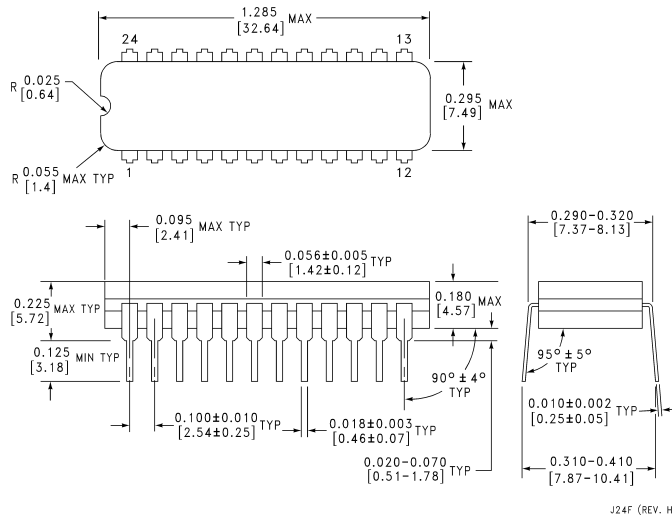 1.285
[32.64] MAX
24 13
R 0.025
[0.64]
0.295
[7.49] MAX
R 0.055
[1.4] MAX TYP
1 12
0.095
[2.41] MAX TYP
0.056±0.005
[1.42±0.12] TYP
0.290-0.320
[7.37-8.13]
0.225
[5.72] MAX TYP
0.180
[4.57] MAX
0.125
[3.18] MIN TYP
90° ± 4°
TYP
95° ± 5°
TYP
0.100±0.010
[2.54±0.25] TYP
0.018±0.003
[0.46±0.07] TYP
0.010±0.002
[0.25±0.05] TYP
0.020-0.070
[0.51-1.78] TYP
0.310-0.410
[7.87-10.41]
J24F (REV. H